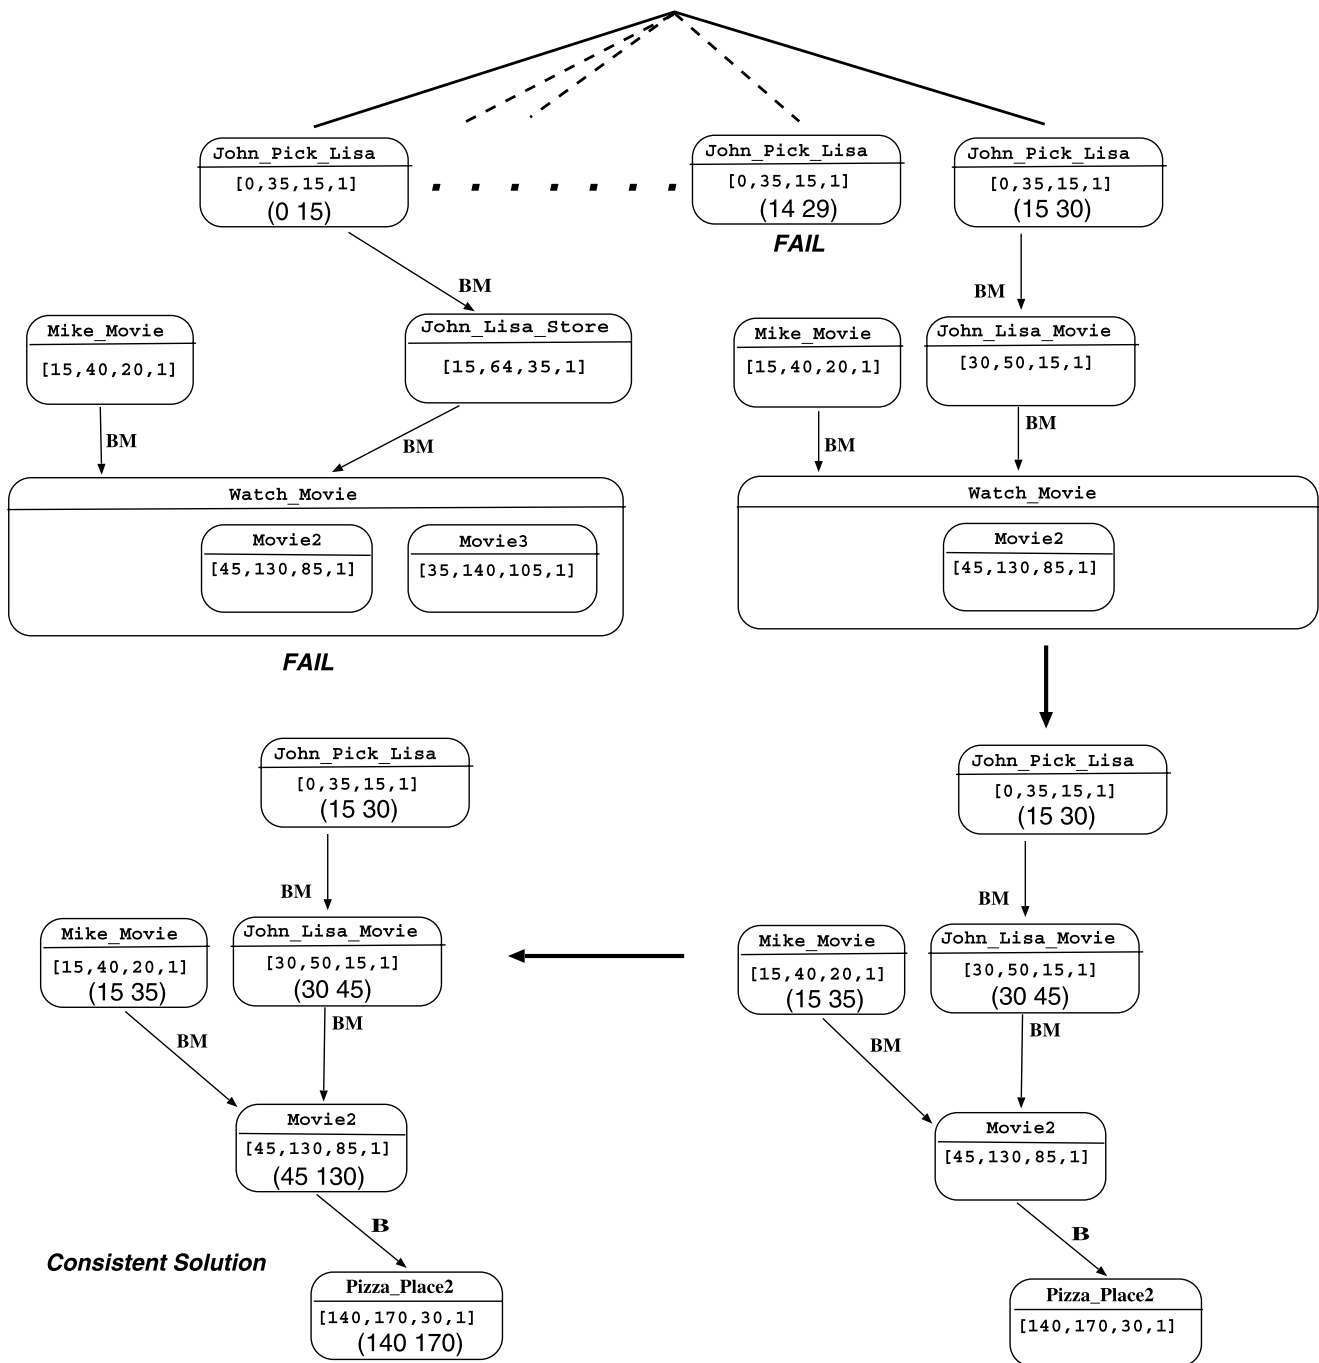 John_Pick_Lisa
[0,35,15,1]
(0 15)
John_Pick_Lisa
[0,35,15,1]
(14 29)
FAIL
John_Pick_Lisa
[0,35,15,1]
(15 30)
BM
BM
Mike_Movie
[15,40,20,1]
John_Lisa_Store
[15,64,35,1]
Mike_Movie
[15,40,20,1]
John_Lisa_Movie
[30,50,15,1]
BM
BM
BM
BM
Watch_Movie
Movie2
[45,130,85,1]
Movie3
[35,140,105,1]
FAIL
Watch_Movie
Movie2
[45,130,85,1]
John_Pick_Lisa
[0,35,15,1]
(15 30)
BM
Mike_Movie
[15,40,20,1]
(15 35)
John_Lisa_Movie
[30,50,15,1]
(30 45)
BM
BM
Movie2
[45,130,85,1]
(45 130)
B
Consistent Solution
Pizza_Place2
[140,170,30,1]
(140 170)
John_Pick_Lisa
[0,35,15,1]
(15 30)
BM
Mike_Movie
[15,40,20,1]
(15 35)
John_Lisa_Movie
[30,50,15,1]
(30 45)
BM
BM
Movie2
[45,130,85,1]
B
Pizza_Place2
[140,170,30,1]